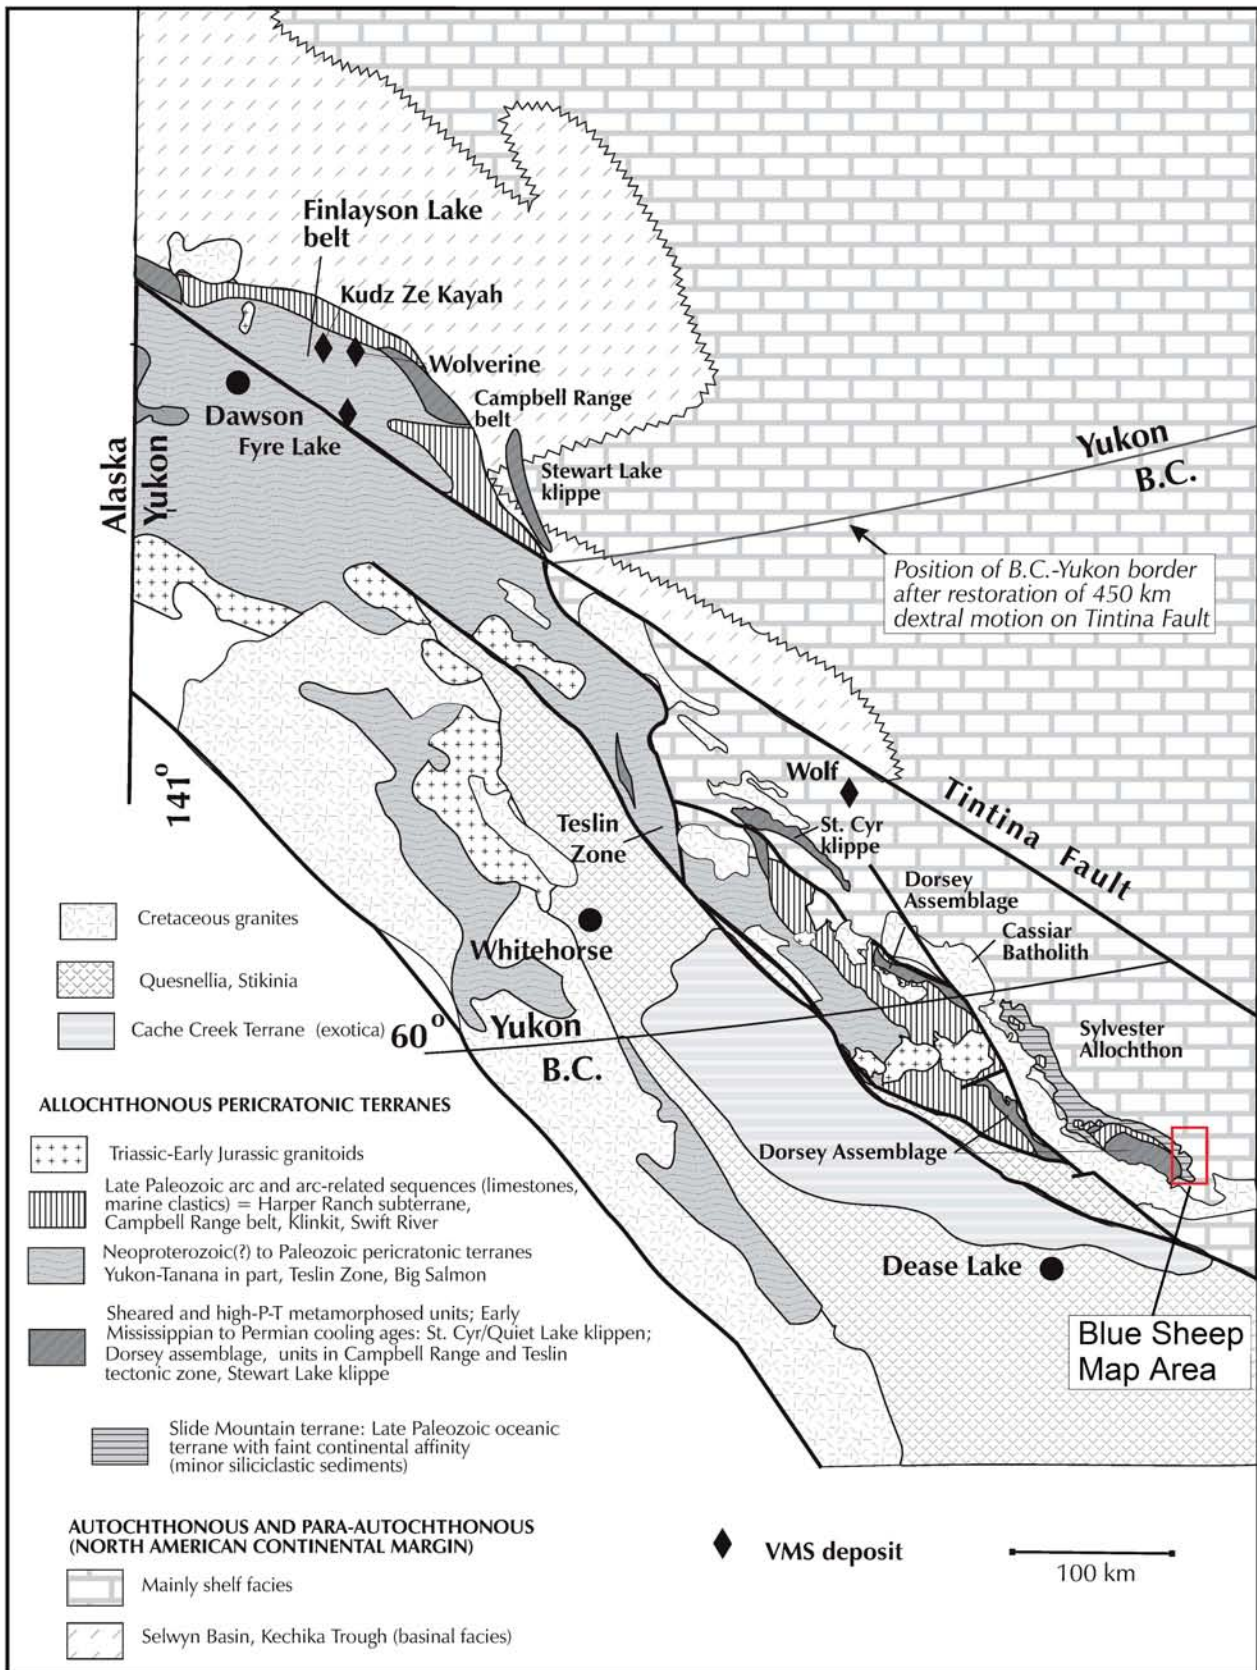 Finlayson Lake
belt
Kudz Ze Kayah
Wolverine
Campbell Range
belt
Dawson
Fyre Lake
Stewart Lake
klippe
Alaska
Yukon
Yukon
B.C.
Position of B.C.-Yukon border
after restoration of 450 km
dextral motion on Tintina Fault
141°
Wolf
Tintina Fault
St. Cyr
klippe
Teslin
Zone
Dorsey
Assemblage
Cassiar
Batholith
Whitehorse
60°
Yukon
B.C.
Sylvester
Allochthon
Dorsey Assemblage
Dease Lake
Blue Sheep
Map Area
Cretaceous granites
Quesnellia, Stikinia
Cache Creek Terrane (exotica)
ALLOCHTHONOUS PERICRATONIC TERRANES
Triassic-Early Jurassic granitoids
Late Paleozoic arc and arc-related sequences (limestones,
marine clastics) = Harper Ranch subterrane,
Campbell Range belt, Klinkit, Swift River
Neoproterozoic(?) to Paleozoic pericratonic terranes
Yukon-Tanana in part, Teslin Zone, Big Salmon
Sheared and high-P-T metamorphosed units; Early
Mississippian to Permian cooling ages: St. Cyr/Quiet Lake klippen;
Dorsey assemblage, units in Campbell Range and Teslin
tectonic zone, Stewart Lake klippe
Slide Mountain terrane: Late Paleozoic oceanic
terrane with faint continental affinity
(minor siliciclastic sediments)
AUTOCHTHONOUS AND PARA-AUTOCHTHONOUS
(NORTH AMERICAN CONTINENTAL MARGIN)
Mainly shelf facies
Selwyn Basin, Kechika Trough (basinal facies)
VMS deposit
100 km